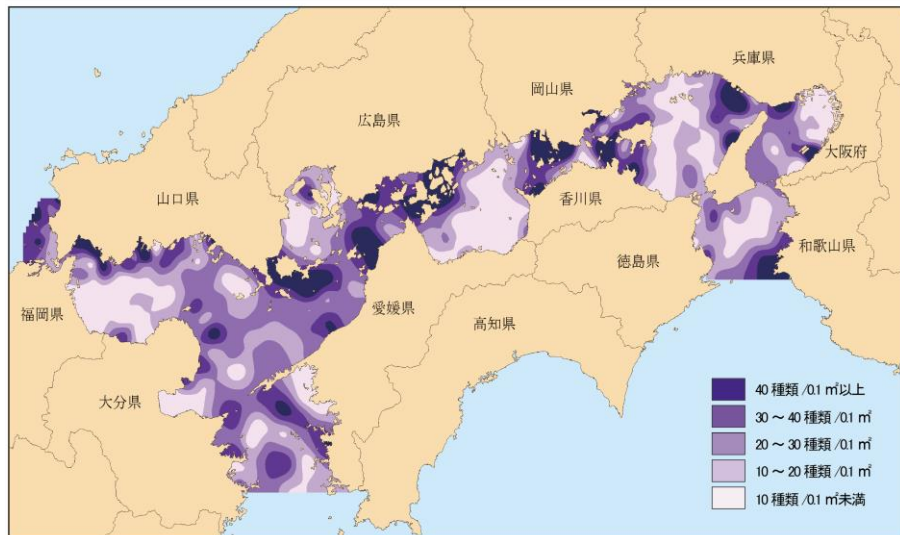 兵庫県
岡山県
広島県
大阪府
山口県
香川県
和歌山県
徳島県
福岡県
愛媛県
高知県
大分県
40 種類 /0.1 ㎡以上
30 ～ 40 種類 /0.1 ㎡
20 ～ 30 種類 /0.1 ㎡
10 ～ 20 種類 /0.1 ㎡
10 種類 /0.1 ㎡未満